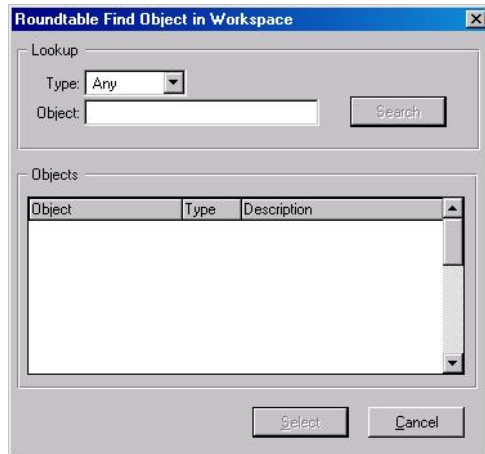 Roundtable Find Object in Workspace
Lookup
Type: Any
Object:
Search
Objects
Object Type Description
Select Cancel